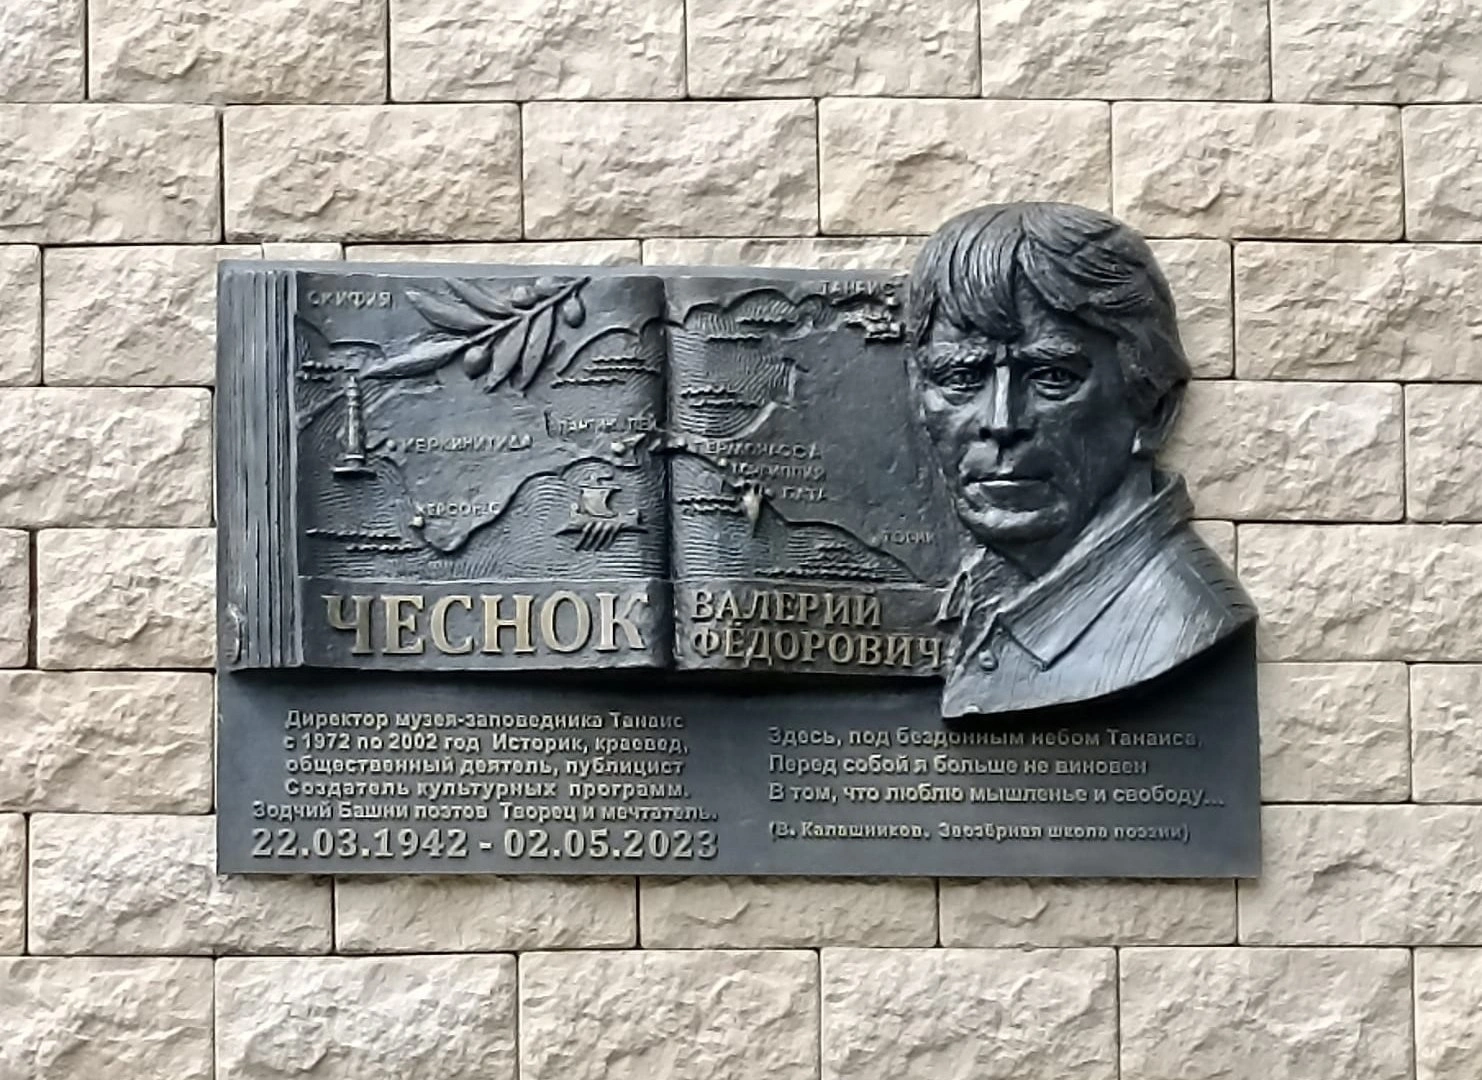 СКИФИЯ
ТАНАИС
КЕРКИНИТИДА
ПАНТИКАПЕЙ
ГЕРМОНАССА
ГОРГИППИЯ
БАТА
ХЕРСОНЕС
ТОРИК
ЧЕСНОК
ВАЛЕРИЙ
ФЁДОРОВИЧ
Директор музея-заповедника Танаис
с 1972 по 2002 год Историк, краевед,
общественный деятель, публицист
Создатель культурных программ.
Зодчий Башни поэтов Творец и мечтатель.
22.03.1942 - 02.05.2023
Здесь, под бездонным небом Танаиса,
Перед собой я больше не виновен
В том, что люблю мышленье и свободу...
(В. Калашников. Заозёрная школа поэзии)